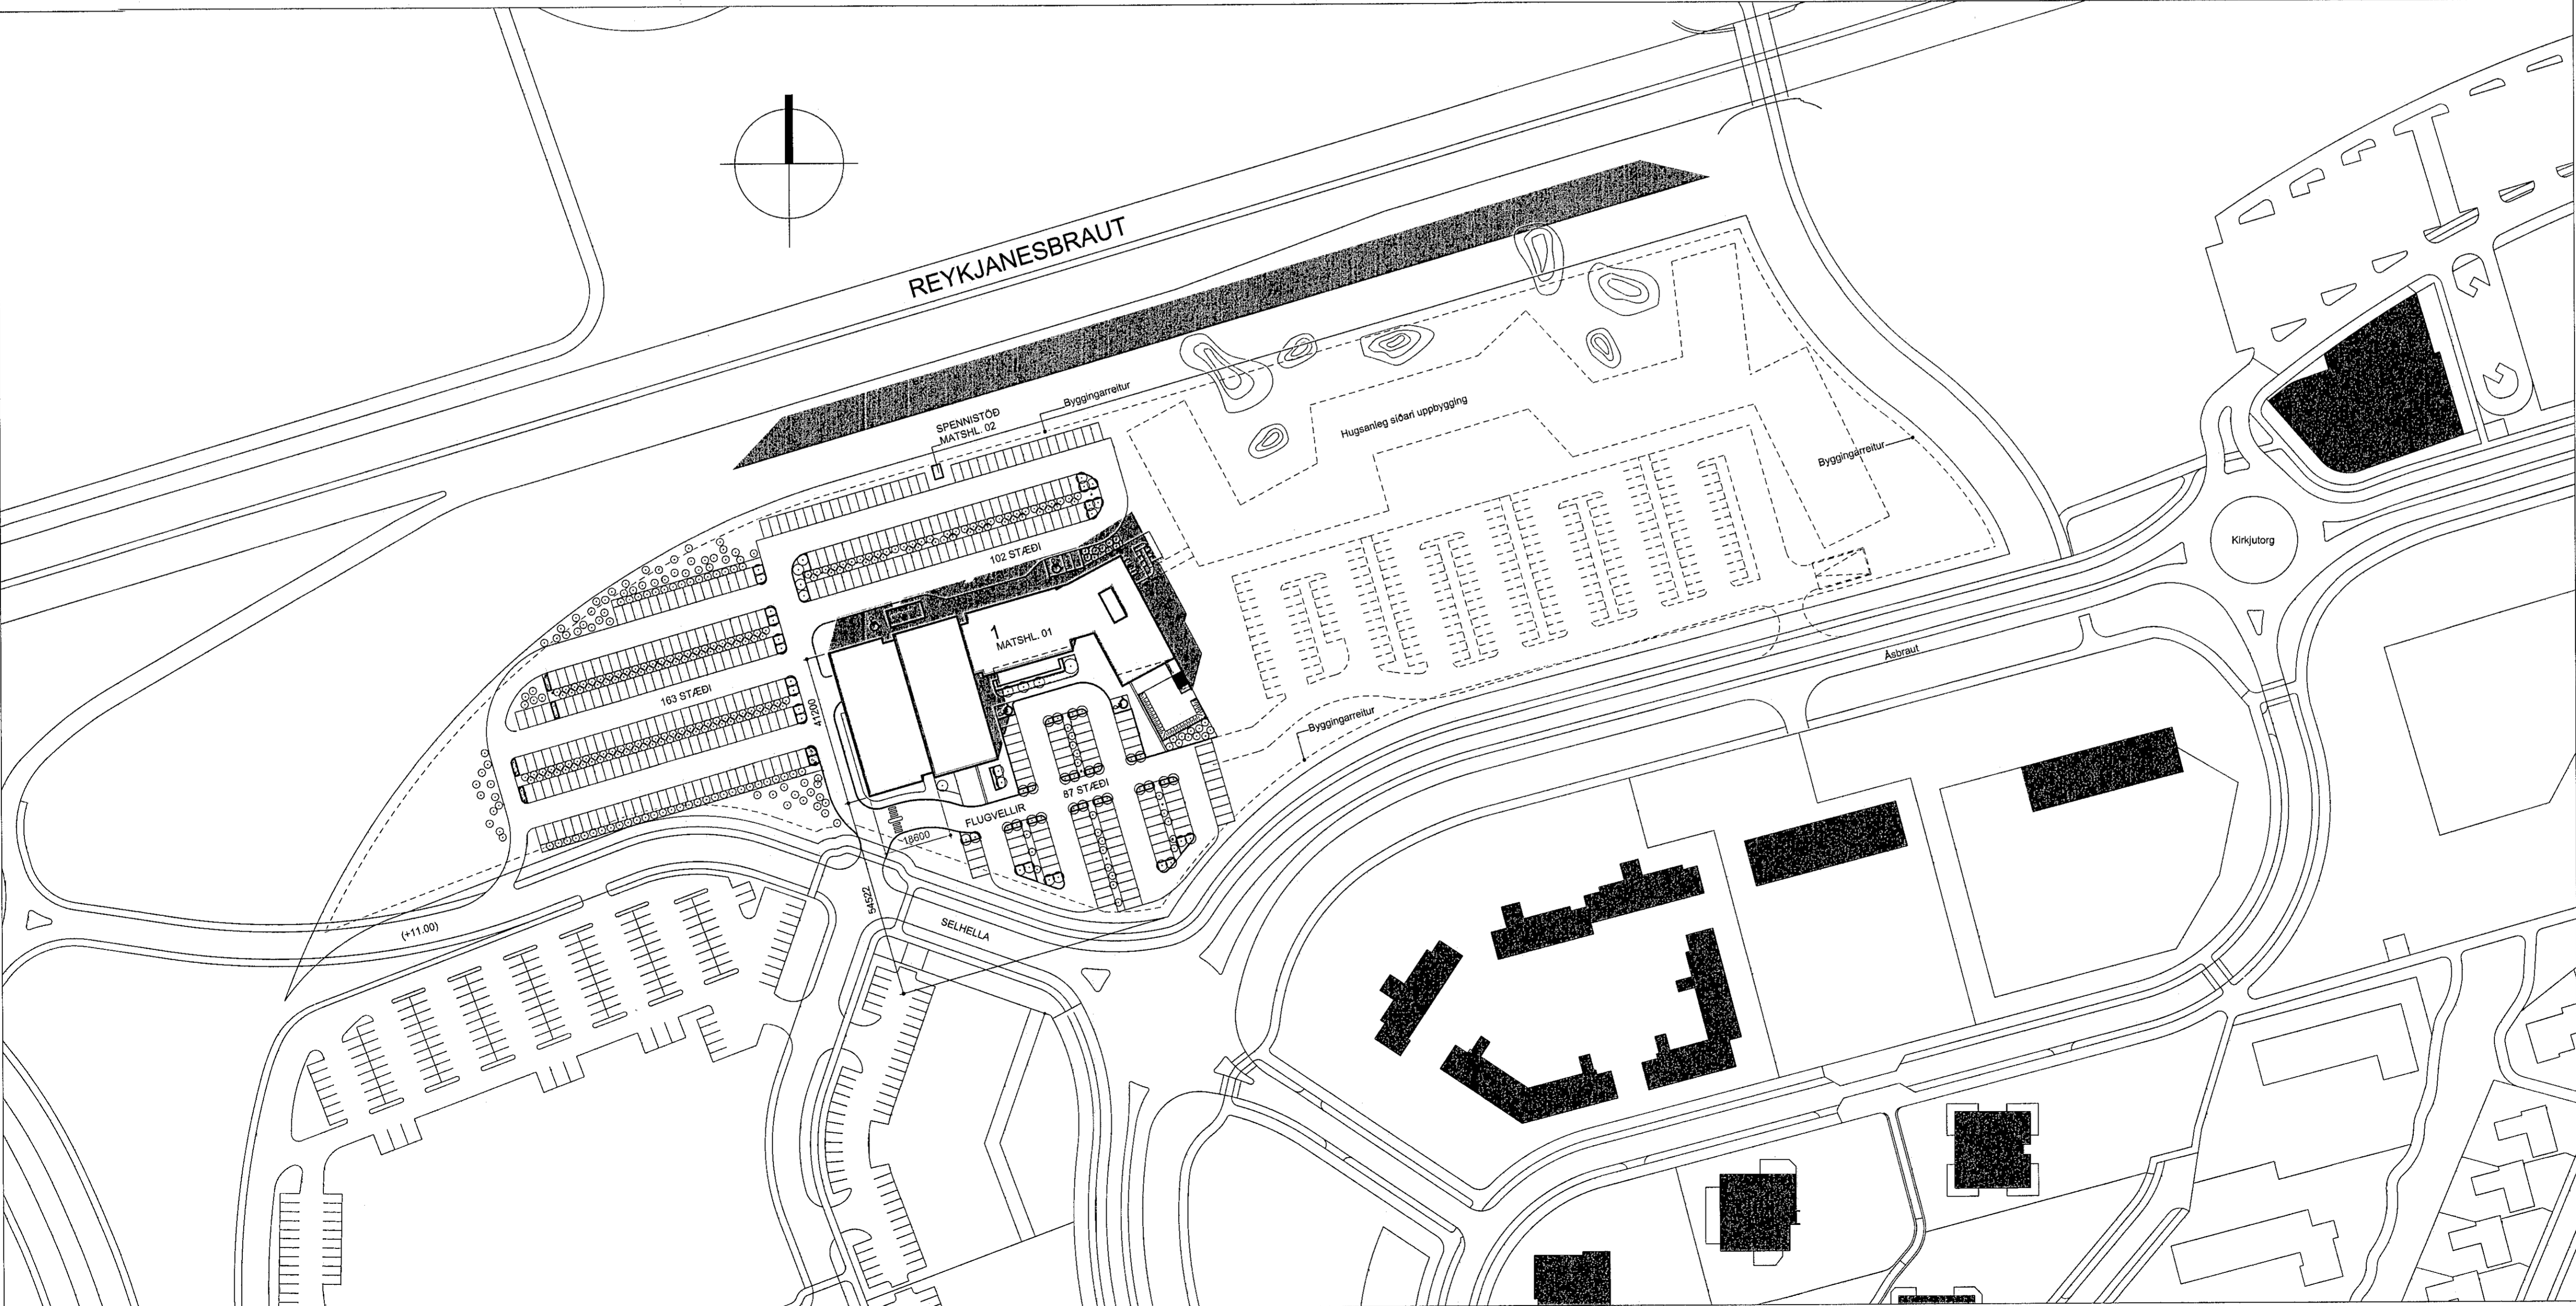 REYKJANESBRAUT
SPENNISTÖÐ
MATSHL. 02
Byggingarreitur
Hugsanleg síðari uppbygging
Byggingarreitur
Kirkjutorg
102 STÆÐI
1
MATSHL. 01
163 STÆÐI
41200
Byggingarreitur
Ásbraut
87 STÆÐI
FLUGVELLIR
18600
54522
SELHELLA
(+11.00)